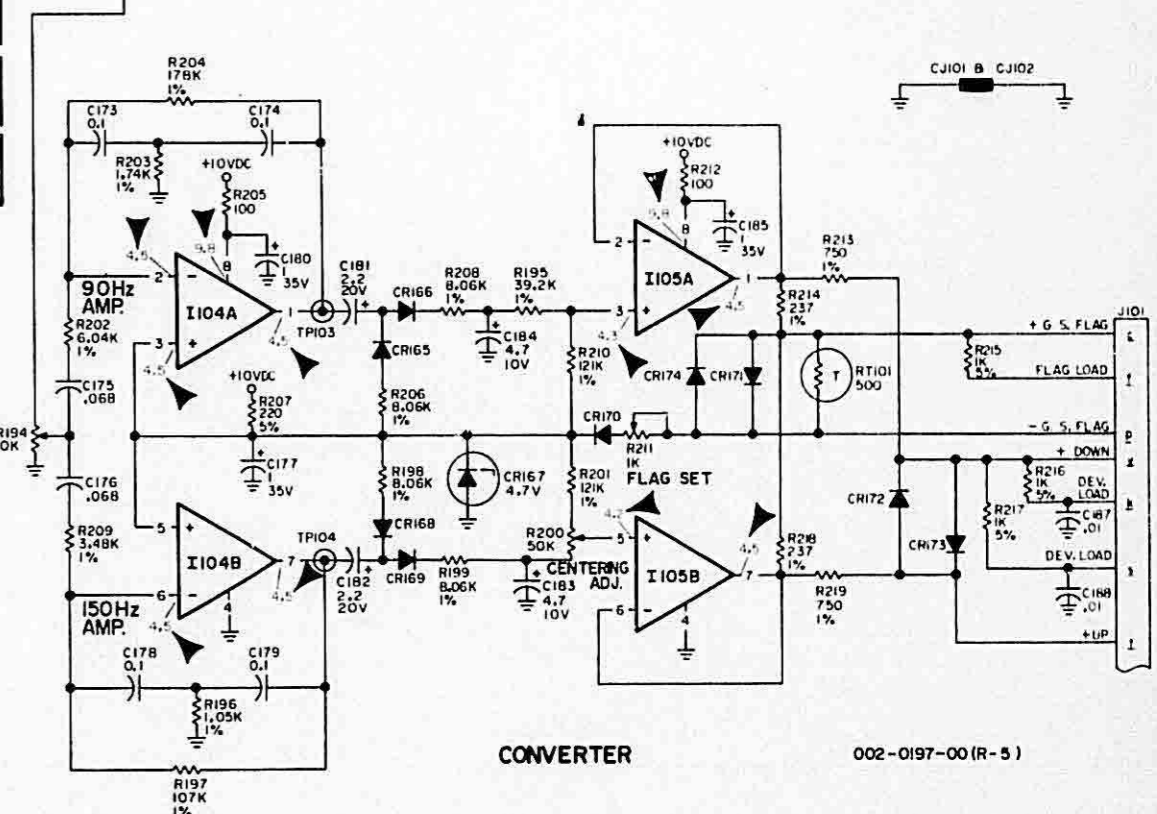 R204
178K
1%
C173
0.1
C174
0.1
R203
1.74K
1%
+10VDC
R205
100
4.5
9.8
8
C180
1
35V
2
90Hz
AMP.
I104A
1
4.5
TP103
3
4.5
R202
6.04K
1%
C175
.068
C181
2.2
20V
CR166
R208
8.06K
1%
R195
39.2K
1%
C184
4.7
10V
CR165
R206
8.06K
1%
+10VDC
R207
220
5%
C177
1
35V
R194
0K
C176
.068
R209
3.48K
1%
R198
8.06K
1%
CR168
CR167
4.7V
5
I104B
7
TP104
4.5
4
6
4.5
150Hz
AMP.
C182
2.2
20V
CR169
R199
8.06K
1%
C183
4.7
10V
C178
0.1
C179
0.1
R196
1.05K
1%
R197
107K
1%
+10VDC
R212
100
9.8
8
C185
1
35V
2
I105A
1
4.5
3
4.3
R213
750
1%
R214
237
1%
R210
121K
1%
CR174
CR171
T
RT101
500
CR170
R211
1K
FLAG SET
R201
121K
1%
R200
50K
CENTERING
ADJ.
4.2
5
I105B
7
4.5
6
4
R218
237
1%
R219
750
1%
CR172
CR173
CJ101 & CJ102
J101
+ G.S. FLAG
R215
1K
5%
FLAG LOAD
- G.S. FLAG
+ DOWN
R216
1K
5%
DEV.
LOAD
C187
.01
R217
1K
5%
DEV. LOAD
C188
.01
+UP
CONVERTER
002-0197-00 (R-5)